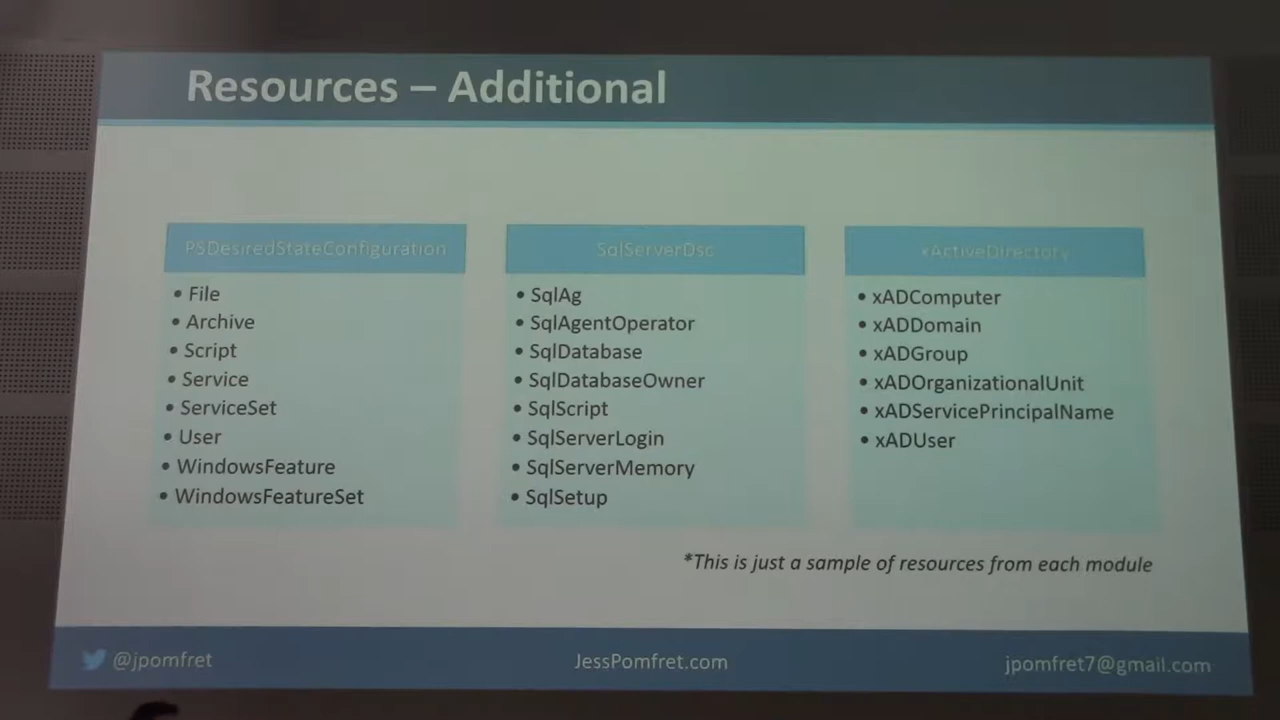 Resources – Additional
PSDesiredStateConfiguration
• File
• Archive
• Script
• Service
• ServiceSet
• User
• WindowsFeature
• WindowsFeatureSet
SqlServerDsc
• SqlAg
• SqlAgentOperator
• SqlDatabase
• SqlDatabaseOwner
• SqlScript
• SqlServerLogin
• SqlServerMemory
• SqlSetup
xActiveDirectory
• xADComputer
• xADDomain
• xADGroup
• xADOrganizationalUnit
• xADServicePrincipalName
• xADUser
*This is just a sample of resources from each module
@jpomfret
JessPomfret.com
jpomfret7@gmail.com